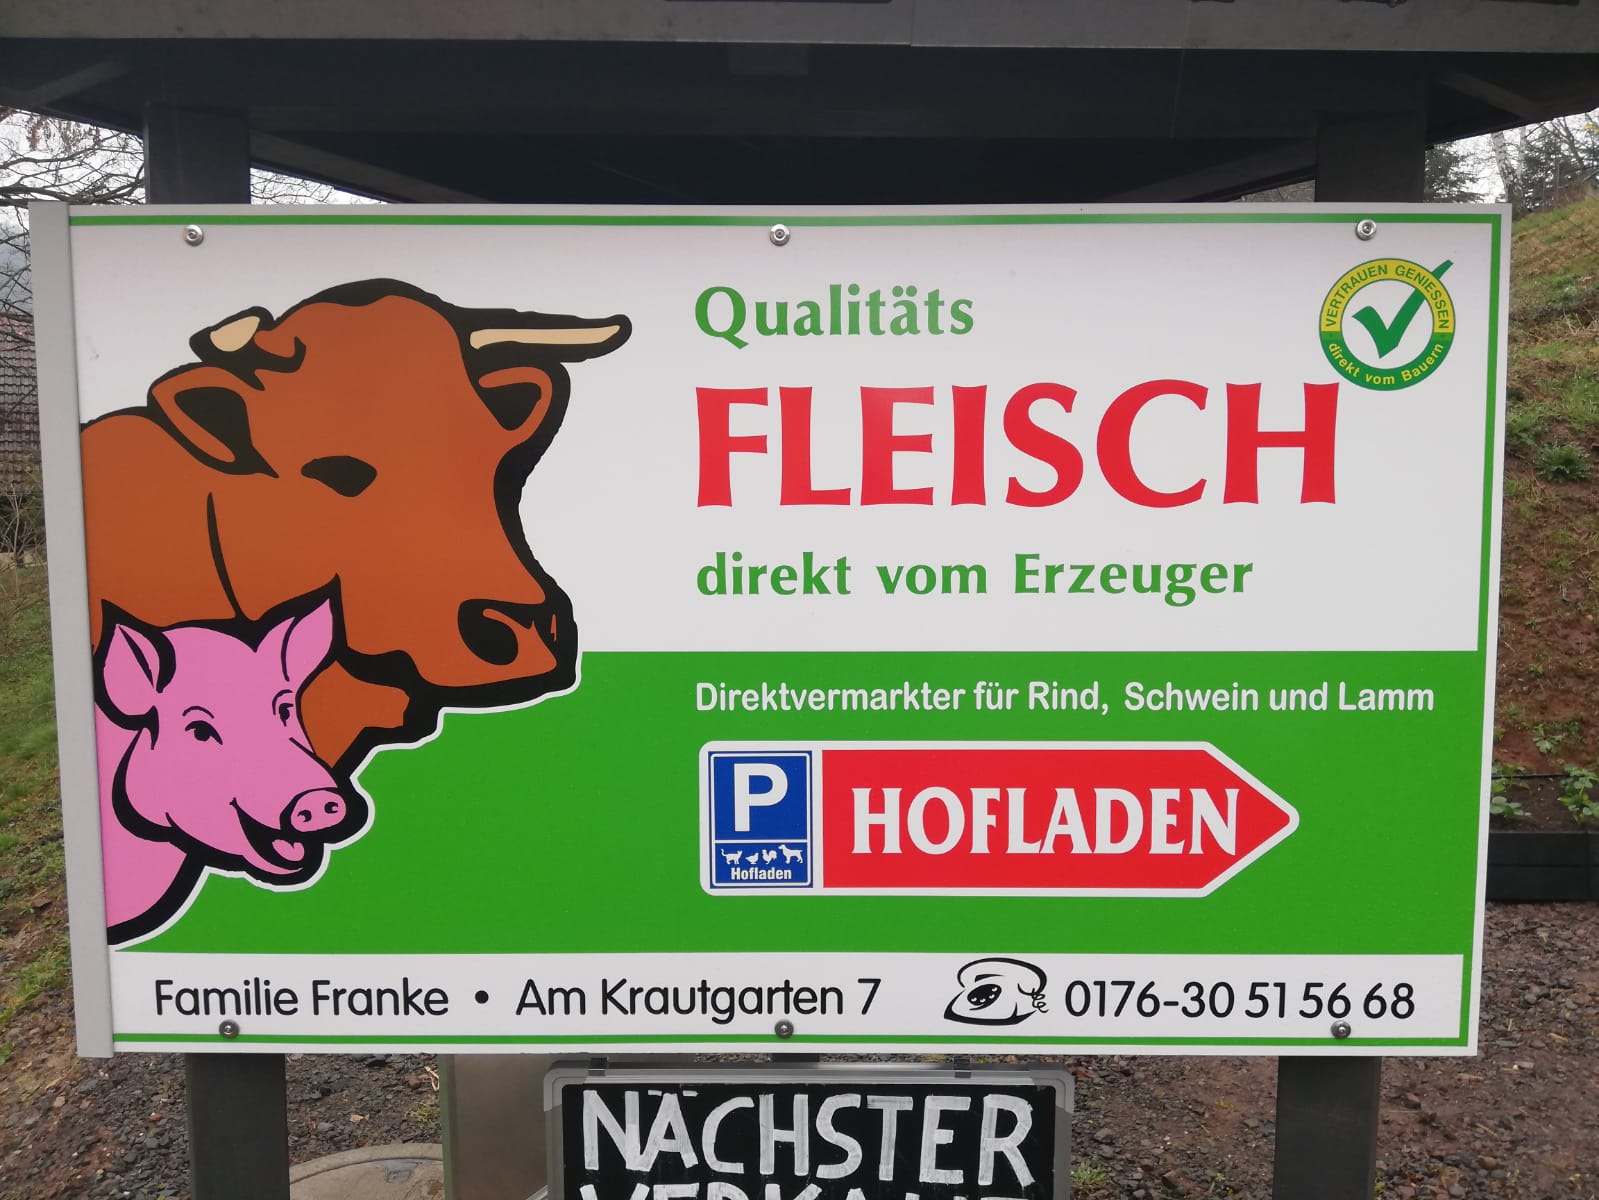 Qualitäts
VERTRAUEN GENIESSEN
direkt vom Bauern
FLEISCH
direkt vom Erzeuger
Direktvermarkter für Rind, Schwein und Lamm
P
Hofladen
HOFLADEN
Familie Franke • Am Krautgarten 7 0176-30 51 56 68
NÄCHSTER